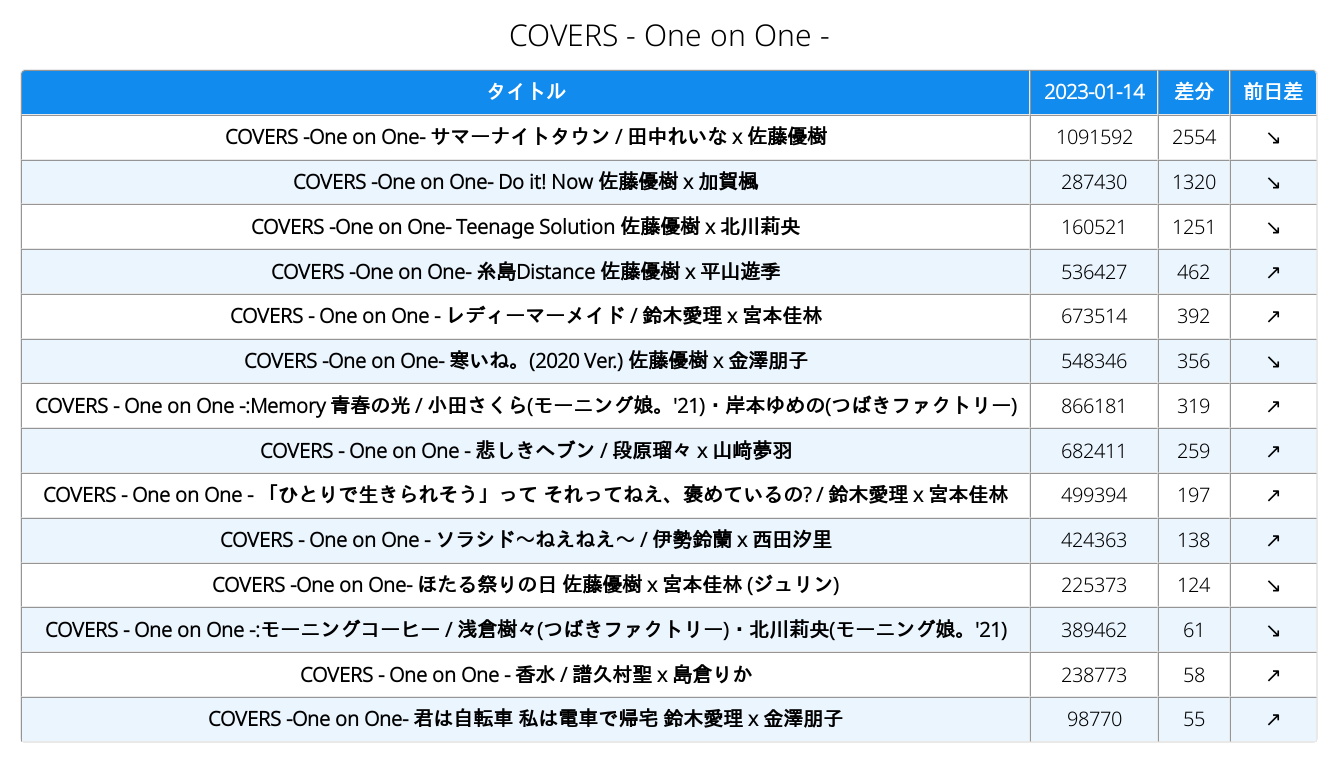 COVERS - One on One -
タイトル 2023-01-14 差分 前日差
COVERS -One on One- サマーナイトタウン / 田中れいな x 佐藤優樹 1091592 2554 ↘
COVERS -One on One- Do it! Now 佐藤優樹 x 加賀楓 287430 1320 ↘
COVERS -One on One- Teenage Solution 佐藤優樹 x 北川莉央 160521 1251 ↘
COVERS -One on One- 糸島Distance 佐藤優樹 x 平山遊季 536427 462 ↗
COVERS - One on One - レディーマーメイド / 鈴木愛理 x 宮本佳林 673514 392 ↗
COVERS -One on One- 寒いね。(2020 Ver.) 佐藤優樹 x 金澤朋子 548346 356 ↘
COVERS - One on One -:Memory 青春の光 / 小田さくら(モーニング娘。'21)・岸本ゆめの(つばきファクトリー) 866181 319 ↗
COVERS - One on One - 悲しきヘブン / 段原瑠々 x 山﨑夢羽 682411 259 ↗
COVERS - One on One - 「ひとりで生きられそう」って それってねえ、褒めているの? / 鈴木愛理 x 宮本佳林 499394 197 ↗
COVERS - One on One - ソラシド〜ねえねえ〜 / 伊勢鈴蘭 x 西田汐里 424363 138 ↗
COVERS -One on One- ほたる祭りの日 佐藤優樹 x 宮本佳林 (ジュリン) 225373 124 ↘
COVERS - One on One -:モーニングコーヒー / 浅倉樹々(つばきファクトリー)・北川莉央(モーニング娘。'21) 389462 61 ↘
COVERS - One on One - 香水 / 譜久村聖 x 島倉りか 238773 58 ↗
COVERS -One on One- 君は自転車 私は電車で帰宅 鈴木愛理 x 金澤朋子 98770 55 ↗